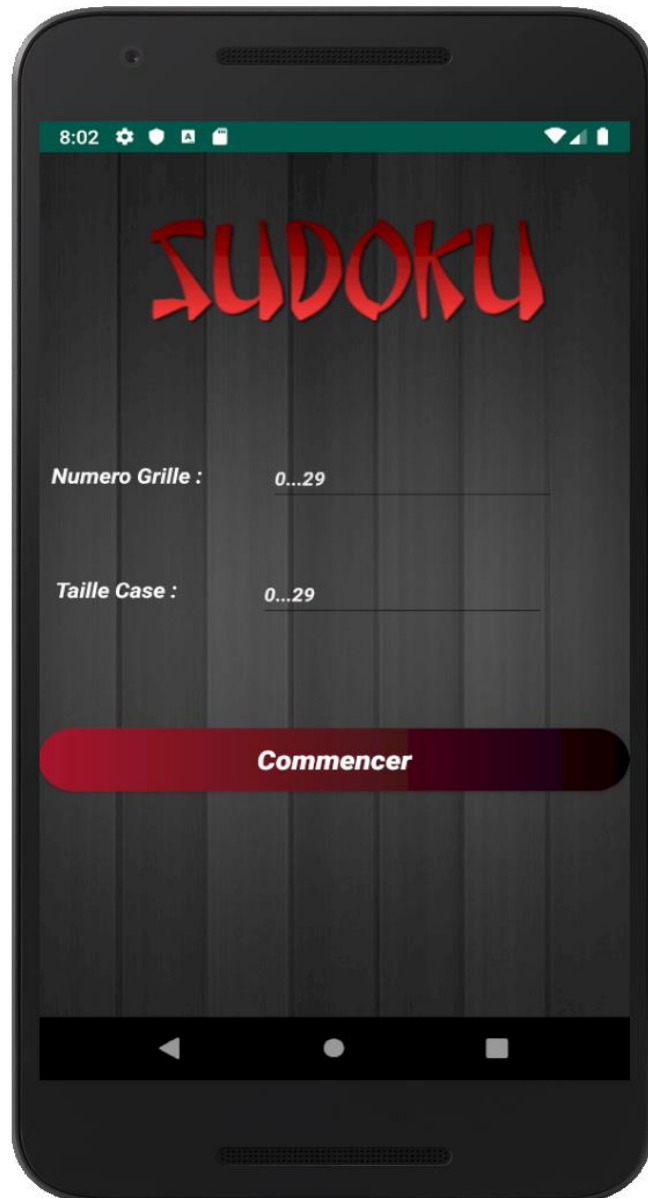 8:02
SUDOKU
Numero Grille : 0...29
Taille Case : 0...29
Commencer